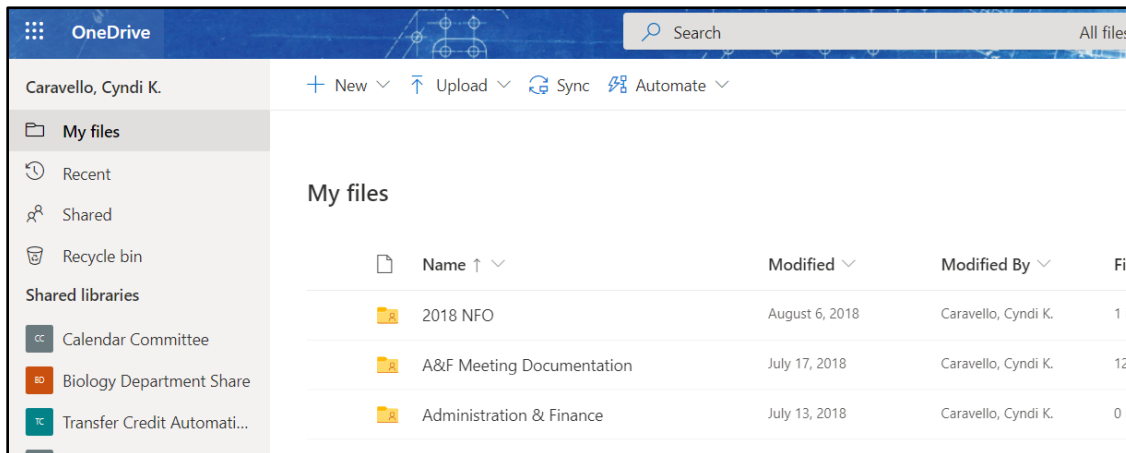 OneDrive
Search
All files
Caravello, Cyndi K.
New
Upload
Sync
Automate
My files
Recent
Shared
Recycle bin
Shared libraries
CC Calendar Committee
BD Biology Department Share
TC Transfer Credit Automati...
My files
Name ↑ Modified Modified By Fi
2018 NFO August 6, 2018 Caravello, Cyndi K. 1
A&F Meeting Documentation July 17, 2018 Caravello, Cyndi K. 12
Administration & Finance July 13, 2018 Caravello, Cyndi K. 0